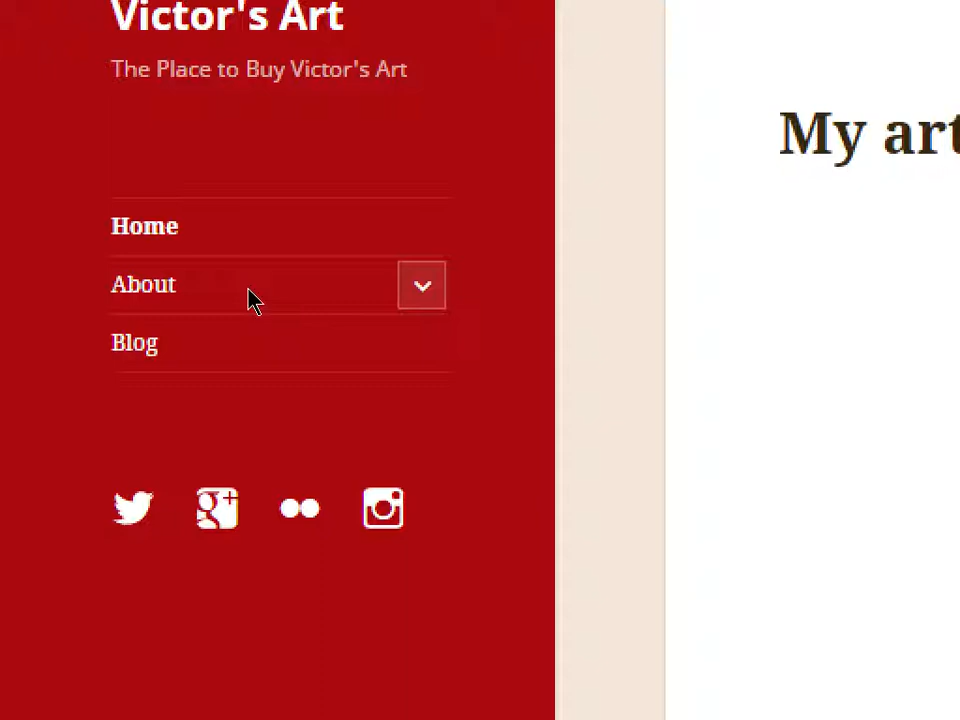 Victor's Art
The Place to Buy Victor's Art
My art
Home
About
Blog
g+